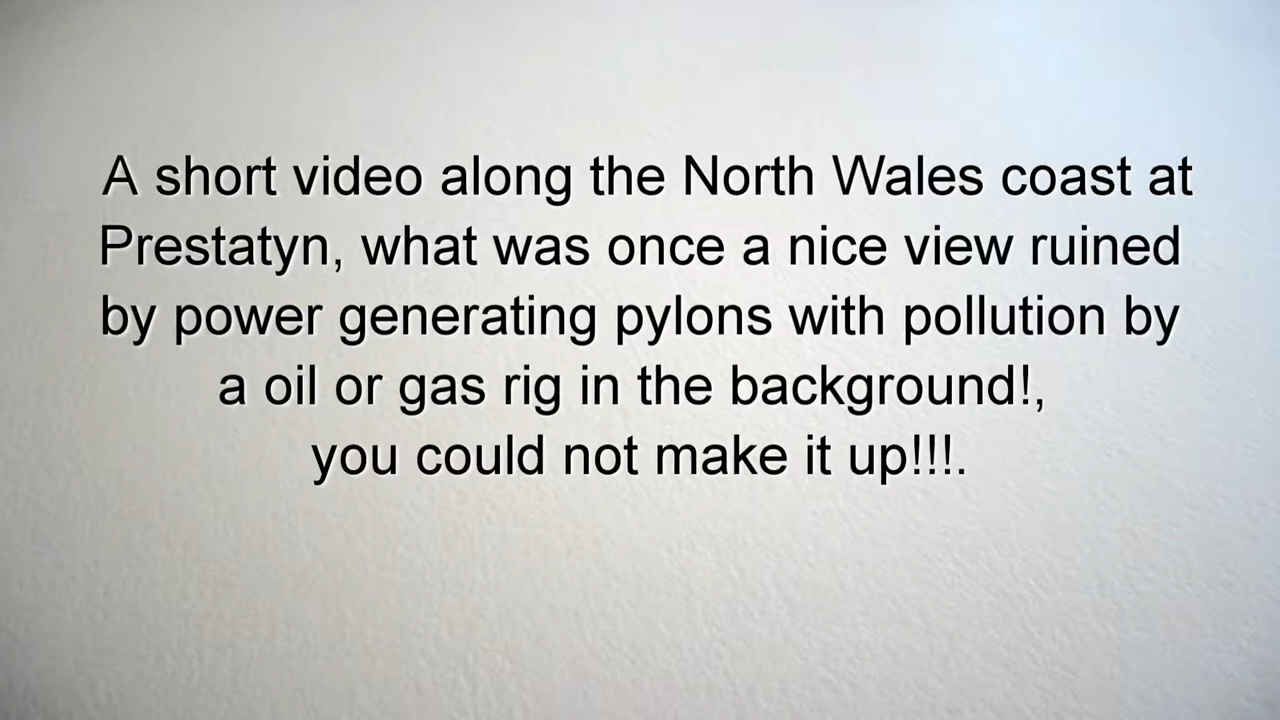 A short video along the North Wales coast at
Prestatyn, what was once a nice view ruined
by power generating pylons with pollution by
a oil or gas rig in the background!,
you could not make it up!!!.